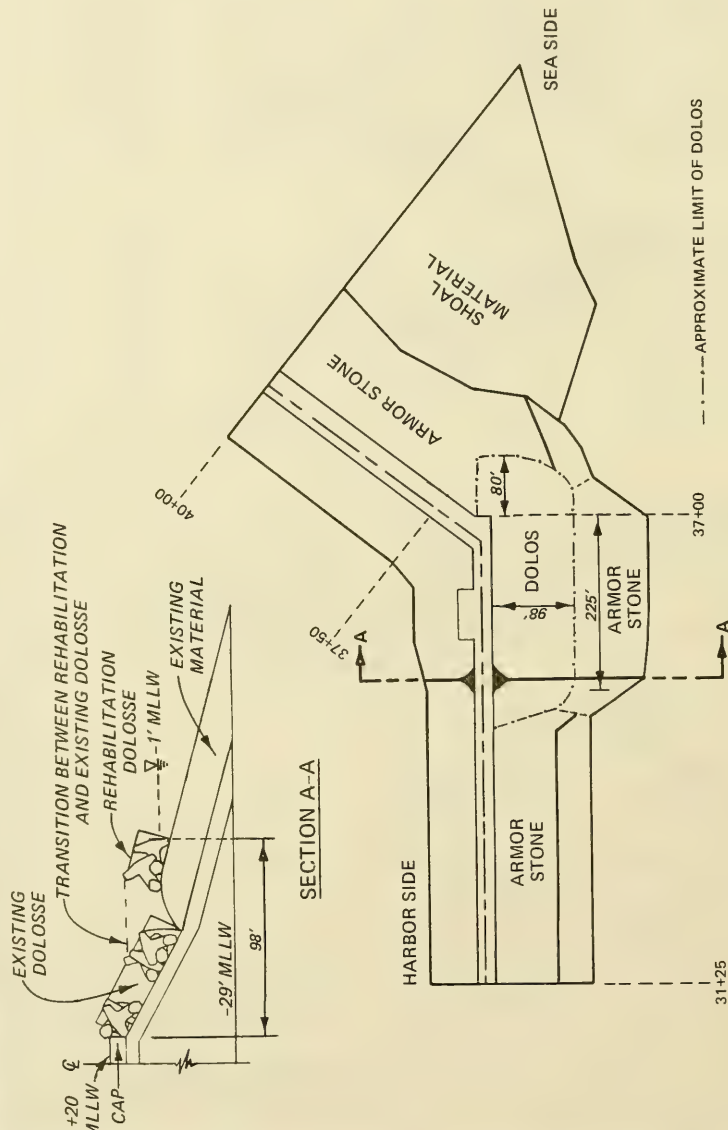 EXISTING
DOLOSSE
TRANSITION BETWEEN REHABILITATION
AND EXISTING DOLOSSE
REHABILITATION
DOLOSSE
-1' MLLW
EXISTING
MATERIAL
℄
+20
MLLW
CAP
-29' MLLW
98'
SECTION A-A
SEA SIDE
SHOAL
MATERIAL
ARMOR STONE
40+00
37+50
80'
A
DOLOS
98'
225'
ARMOR
STONE
A
37+00
HARBOR SIDE
ARMOR
STONE
31+25
APPROXIMATE LIMIT OF DOLOS